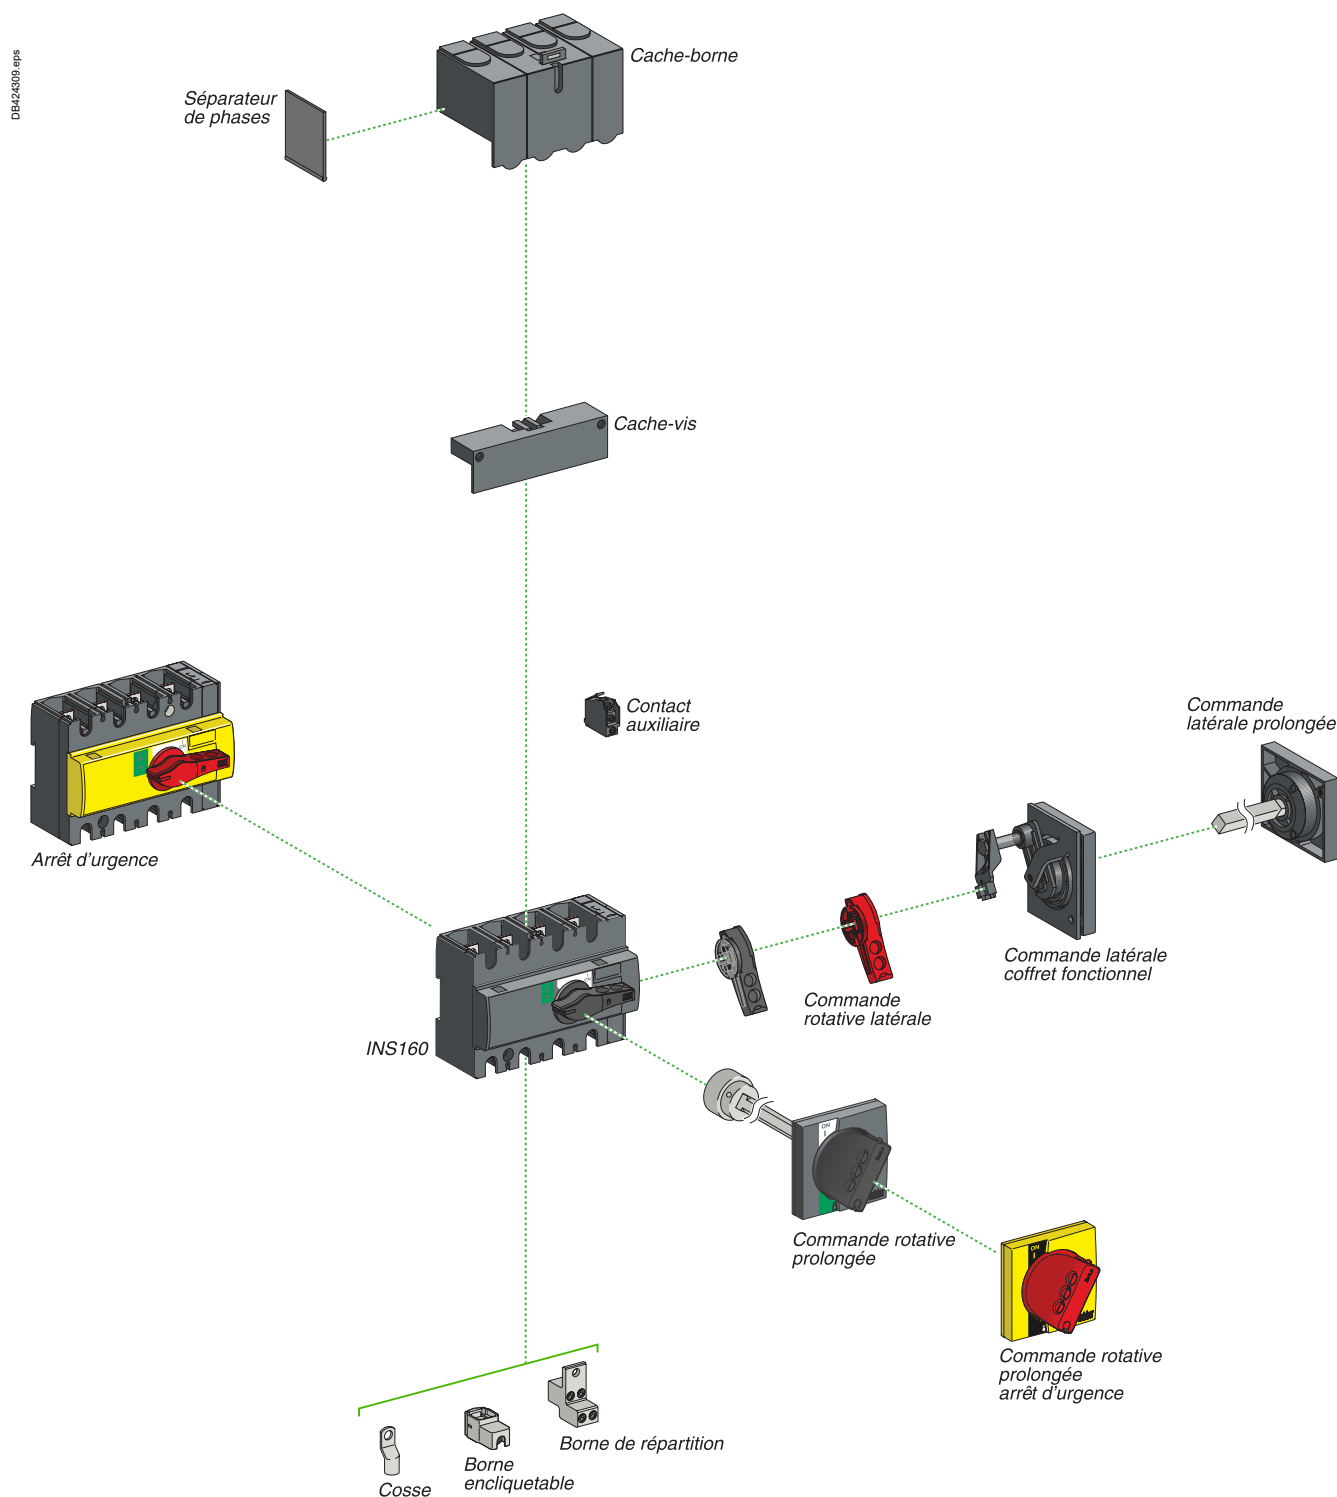 DB424309.eps
Cache-borne
Séparateur
de phases
Cache-vis
Contact
auxiliaire
Commande
latérale prolongée
Arrêt d'urgence
Commande latérale
coffret fonctionnel
Commande
rotative latérale
INS160
ON
I
Commande rotative
prolongée
ON
I
Commande rotative
prolongée
arrêt d'urgence
Borne de répartition
Borne
encliquetable
Cosse